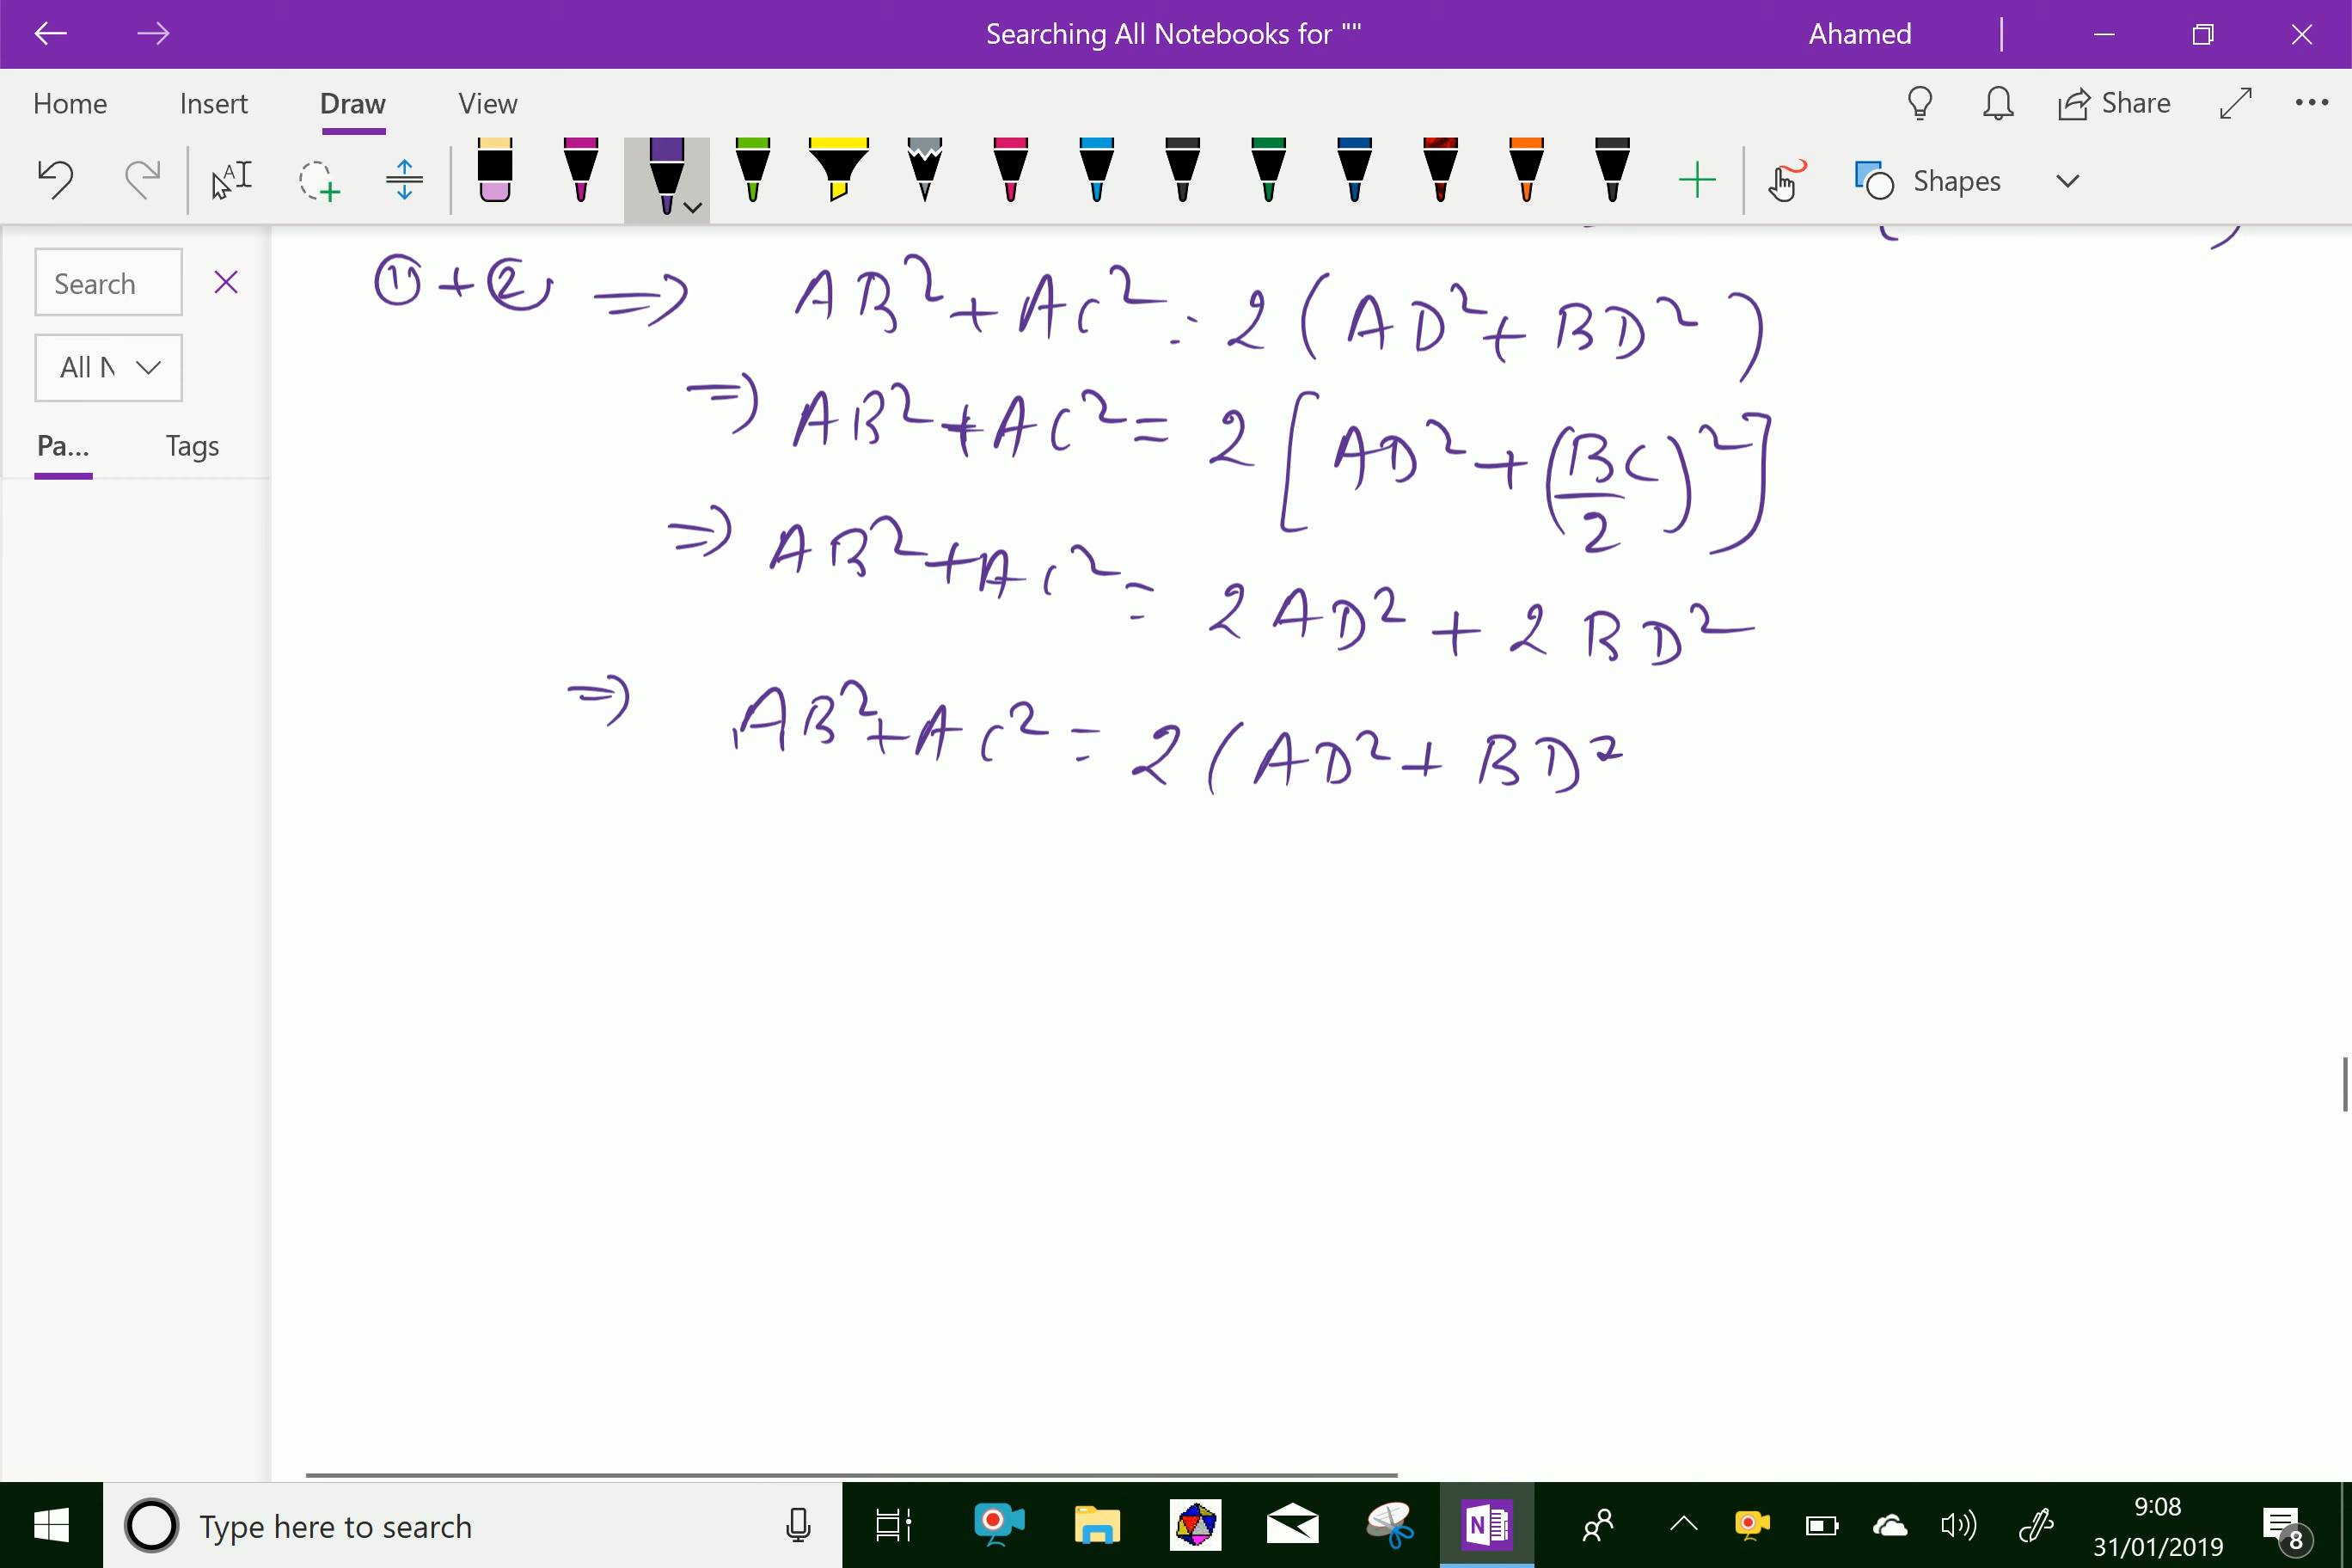 Searching All Notebooks for ""
Ahamed
Home Insert Draw View
Share
Shapes
Search
All N
Pa... Tags
① + ② ⇒ AB² + AC² = 2(AD² + BD²)
⇒ AB² + AC² = 2[AD² + (BC/2)²]
⇒ AB² + AC² = 2AD² + 2BD²
⇒ AB² + AC² = 2(AD² + BD²
Type here to search
9:08
31/01/2019
8